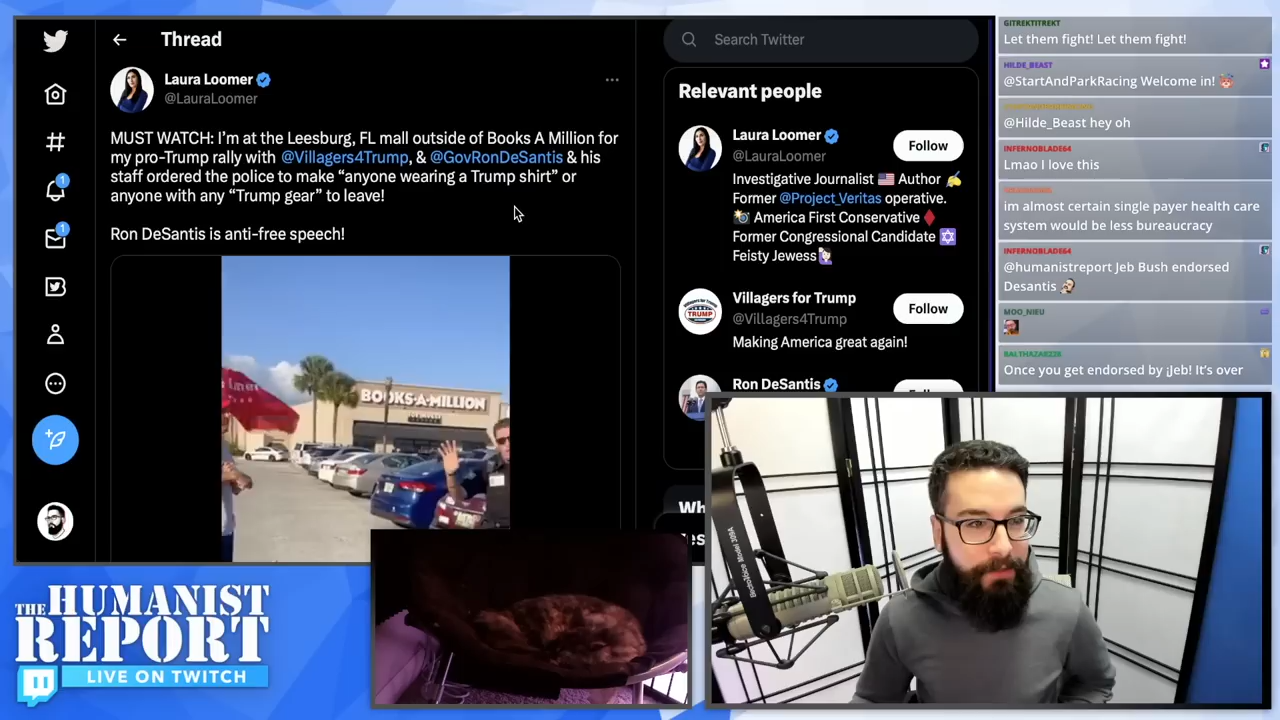 Thread
Search Twitter
Laura Loomer
@LauraLoomer
MUST WATCH: I'm at the Leesburg, FL mall outside of Books A Million for
my pro-Trump rally with @Villagers4Trump, & @GovRonDeSantis & his
staff ordered the police to make “anyone wearing a Trump shirt” or
anyone with any “Trump gear” to leave!
Ron DeSantis is anti-free speech!
BOOKS-A-MILLION
1
1
Relevant people
Laura Loomer
Follow
@LauraLoomer
Investigative Journalist 🇺🇸 Author ✍️
Former @Project_Veritas operative.
📸 America First Conservative ♦️
Former Congressional Candidate ✡️
Feisty Jewess🙋🏻‍♀️
Villagers for Trump
Follow
@Villagers4Trump
TRUMP
Making America great again!
Ron DeSantis
GITREKTITREKT
Let them fight! Let them fight!
HILDE_BEAST
@StartAndParkRacing Welcome in!
@Hilde_Beast hey oh
INFERNOBLADE64
Lmao I love this
im almost certain single payer health care
system would be less bureaucracy
INFERNOBLADE64
@humanistreport Jeb Bush endorsed
Desantis
MOO_NIEU
Once you get endorsed by ¡Jeb! It's over
THE HUMANIST
REPORT
LIVE ON TWITCH